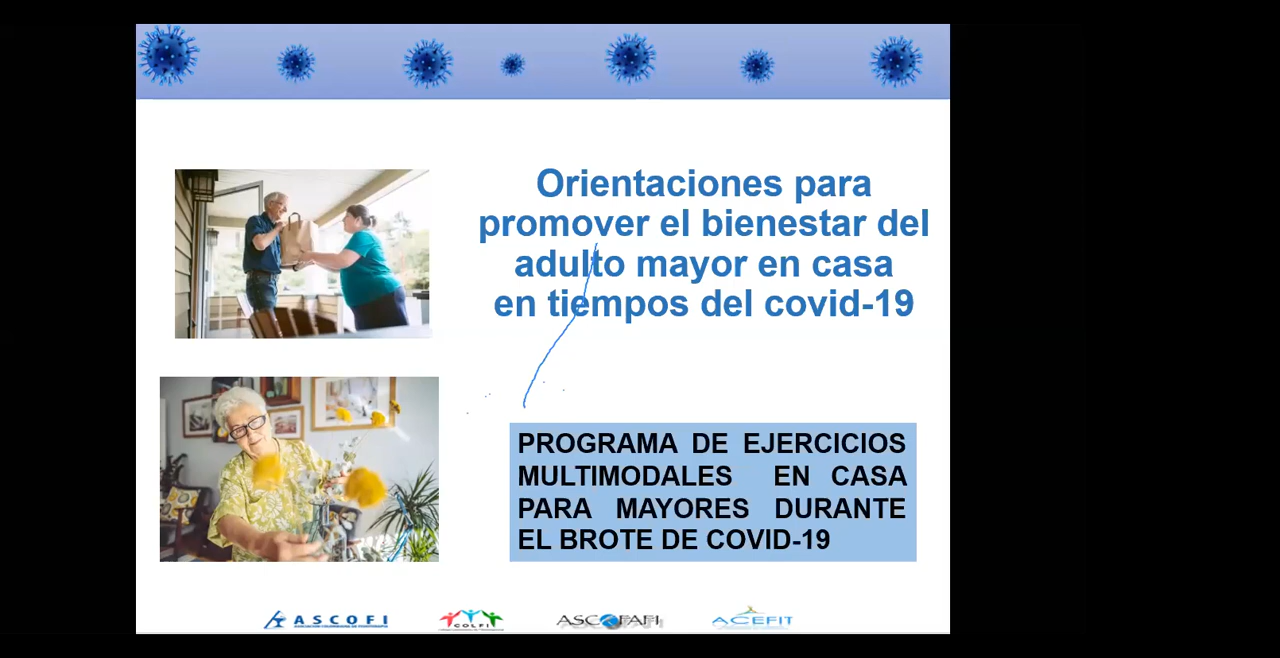 Orientaciones para
promover el bienestar del
adulto mayor en casa
en tiempos del covid-19
PROGRAMA DE EJERCICIOS
MULTIMODALES EN CASA
PARA MAYORES DURANTE
EL BROTE DE COVID-19
ASCOFI
COLFI
ASCOFAFI
ACEFIT